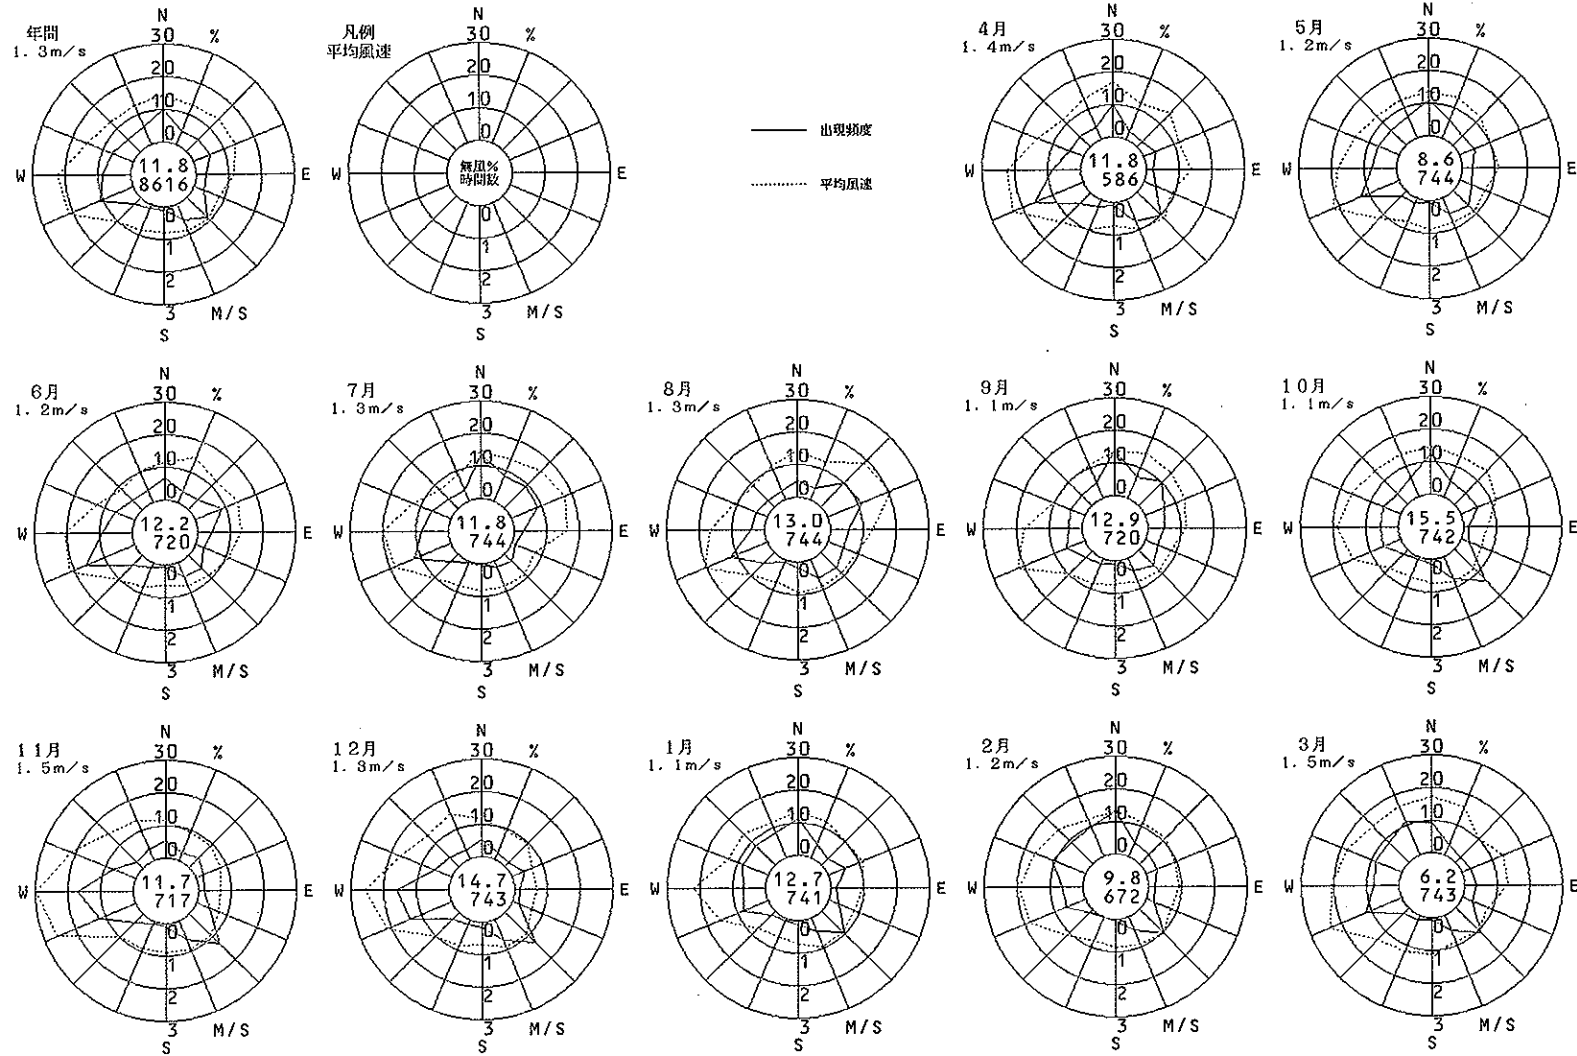 年間
1.3m/s
N
30 %
20
10
0
11.8
8616
W
E
0
1
2
3 M/S
S
凡例
平均風速
N
30 %
20
10
0
無風%
時間数
W
E
0
1
2
3 M/S
S
出現頻度
平均風速
4月
1.4m/s
N
30 %
20
10
0
11.8
586
W
E
0
1
2
3 M/S
S
5月
1.2m/s
N
30 %
20
10
0
8.6
744
W
E
0
1
2
3 M/S
S
6月
1.2m/s
N
30 %
20
10
0
12.2
720
W
E
0
1
2
3 M/S
S
7月
1.3m/s
N
30 %
20
10
0
11.8
744
W
E
0
1
2
3 M/S
S
8月
1.3m/s
N
30 %
20
10
0
13.0
744
W
E
0
1
2
3 M/S
S
9月
1.1m/s
N
30 %
20
10
0
12.9
720
W
E
0
1
2
3 M/S
S
10月
1.1m/s
N
30 %
20
10
0
15.5
742
W
E
0
1
2
3 M/S
S
11月
1.5m/s
N
30 %
20
10
0
11.7
717
W
E
0
1
2
3 M/S
S
12月
1.3m/s
N
30 %
20
10
0
14.7
743
W
E
0
1
2
3 M/S
S
1月
1.1m/s
N
30 %
20
10
0
12.7
741
W
E
0
1
2
3 M/S
S
2月
1.2m/s
N
30 %
20
10
0
9.8
672
W
E
0
1
2
3 M/S
S
3月
1.5m/s
N
30 %
20
10
0
6.2
743
W
E
0
1
2
3 M/S
S